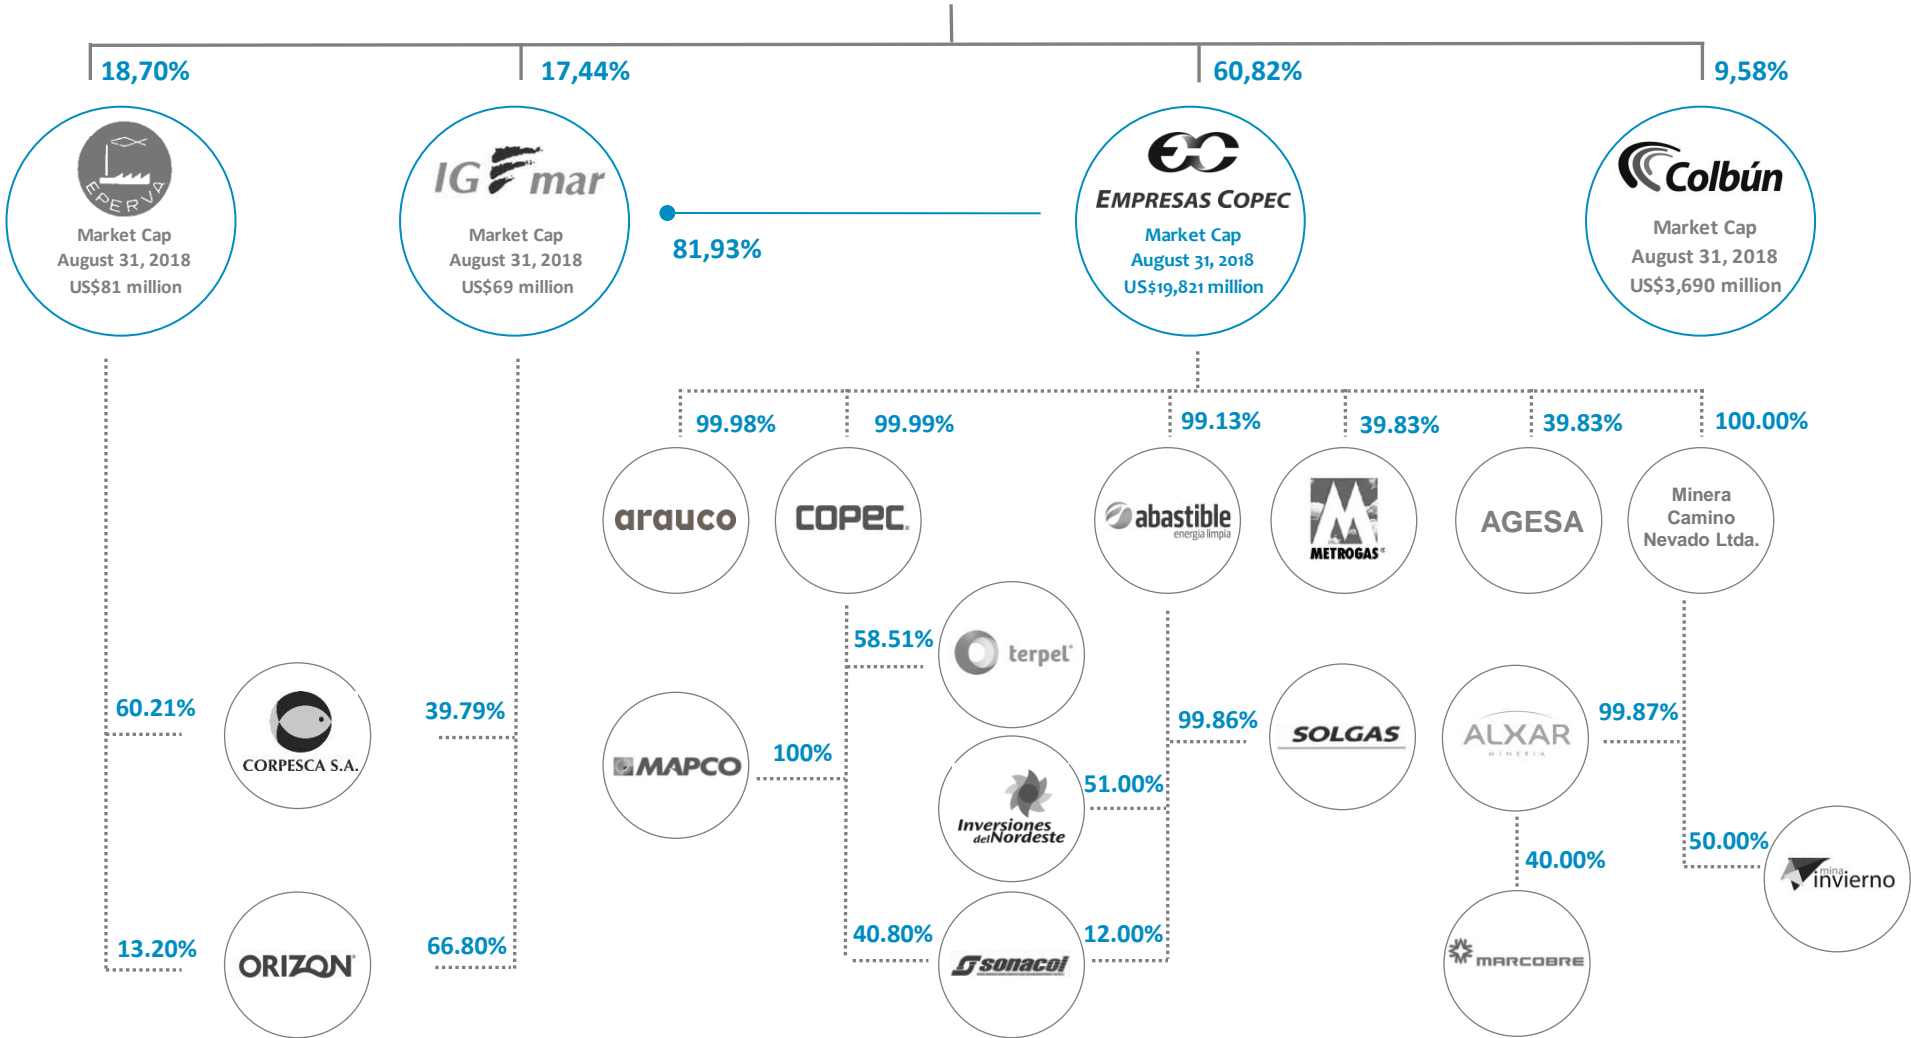 18,70%
17,44%
60,82%
9,58%
EPERVA
Market Cap
August 31, 2018
US$81 million
IG mar
Market Cap
August 31, 2018
US$69 million
81,93%
EC
EMPRESAS COPEC
Market Cap
August 31, 2018
US$19,821 million
Colbún
Market Cap
August 31, 2018
US$3,690 million
99.98%
99.99%
99.13%
39.83%
39.83%
100.00%
arauco
COPEC
abastible
energía limpia
METROGAS
AGESA
Minera
Camino
Nevado Ltda.
58.51%
terpel
60.21%
CORPESCA S.A.
39.79%
MAPCO
100%
99.86%
SOLGAS
ALXAR
MINERIA
99.87%
51.00%
Inversiones
delNordeste
40.00%
50.00%
mina
invierno
13.20%
ORIZON
66.80%
40.80%
sonacol
12.00%
MARCOBRE